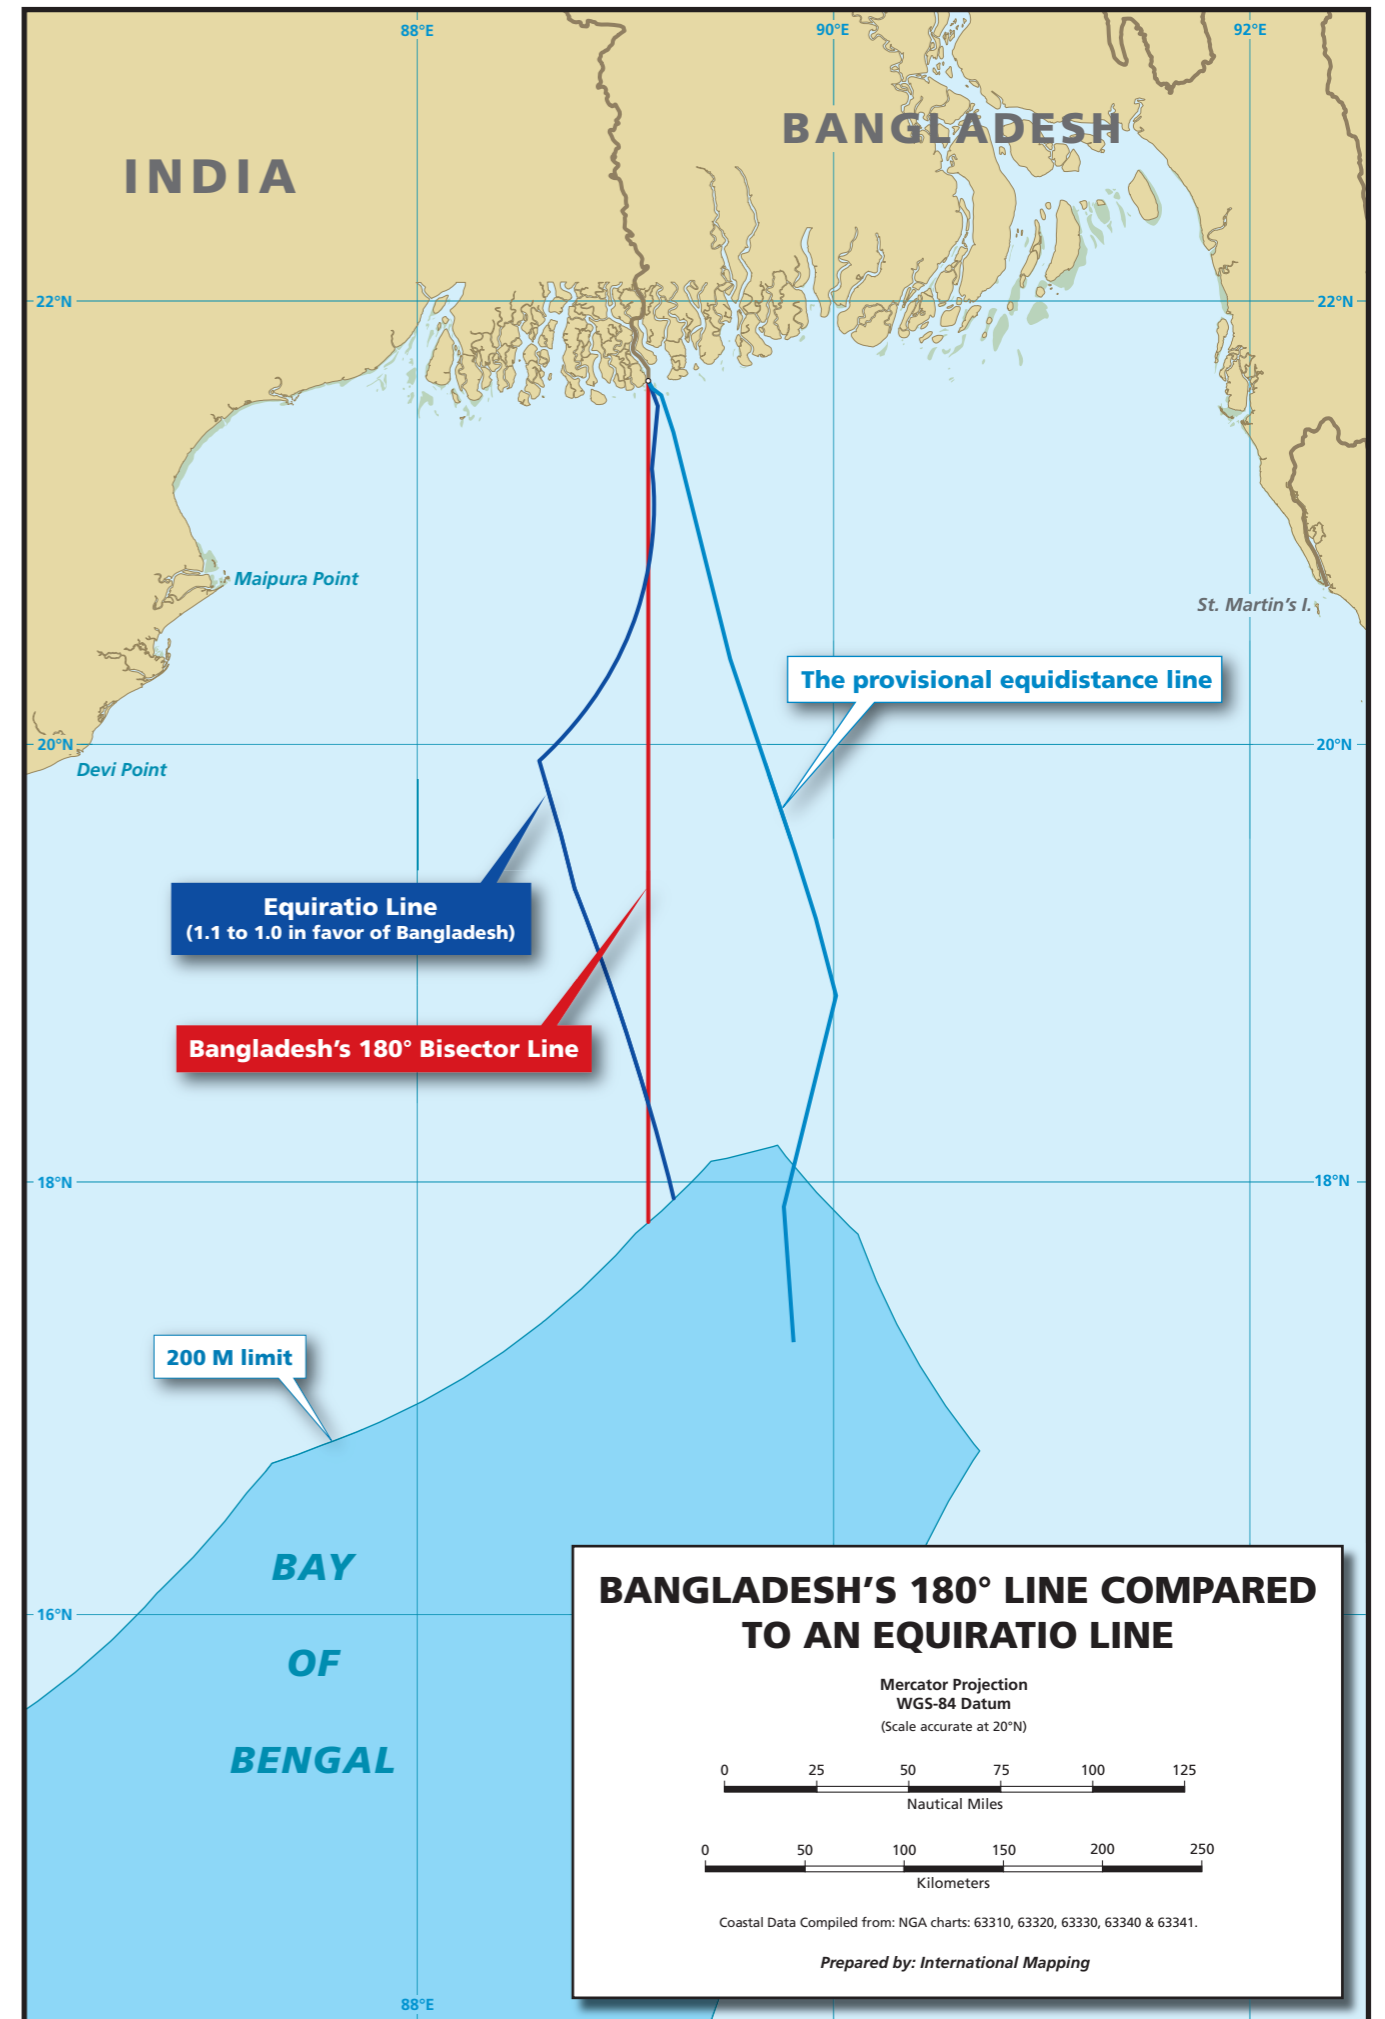 88°E
90°E
92°E
BANGLADESH
INDIA
22°N
22°N
Maipura Point
St. Martin's I.
The provisional equidistance line
20°N
20°N
Devi Point
Equiratio Line
(1.1 to 1.0 in favor of Bangladesh)
Bangladesh's 180° Bisector Line
18°N
18°N
200 M limit
BAY
OF
BENGAL
16°N
BANGLADESH'S 180° LINE COMPARED
TO AN EQUIRATIO LINE
Mercator Projection
WGS-84 Datum
(Scale accurate at 20°N)
0 25 50 75 100 125
Nautical Miles
0 50 100 150 200 250
Kilometers
Coastal Data Compiled from: NGA charts: 63310, 63320, 63330, 63340 & 63341.
Prepared by: International Mapping
88°E